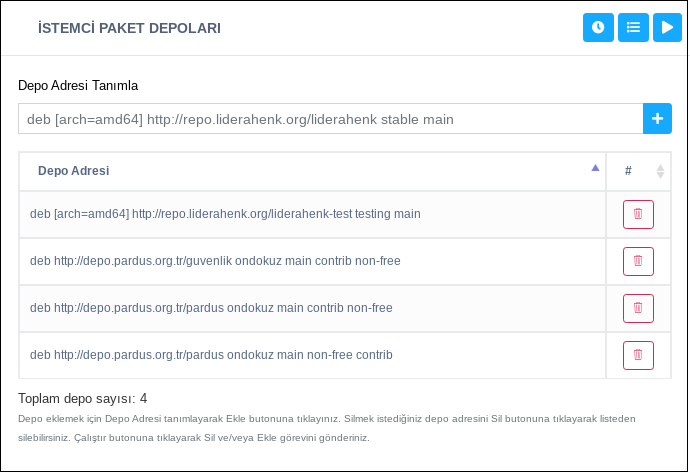 İSTEMCİ PAKET DEPOLARI
Depo Adresi Tanımla
deb [arch=amd64] http://repo.liderahenk.org/liderahenk stable main
Depo Adresi #
deb [arch=amd64] http://repo.liderahenk.org/liderahenk-test testing main
deb http://depo.pardus.org.tr/guvenlik ondokuz main contrib non-free
deb http://depo.pardus.org.tr/pardus ondokuz main contrib non-free
deb http://depo.pardus.org.tr/pardus ondokuz main non-free contrib
Toplam depo sayısı: 4
Depo eklemek için Depo Adresi tanımlayarak Ekle butonuna tıklayınız. Silmek istediğiniz depo adresini Sil butonuna tıklayarak listeden
silebilirsiniz. Çalıştır butonuna tıklayarak Sil ve/veya Ekle görevini gönderiniz.